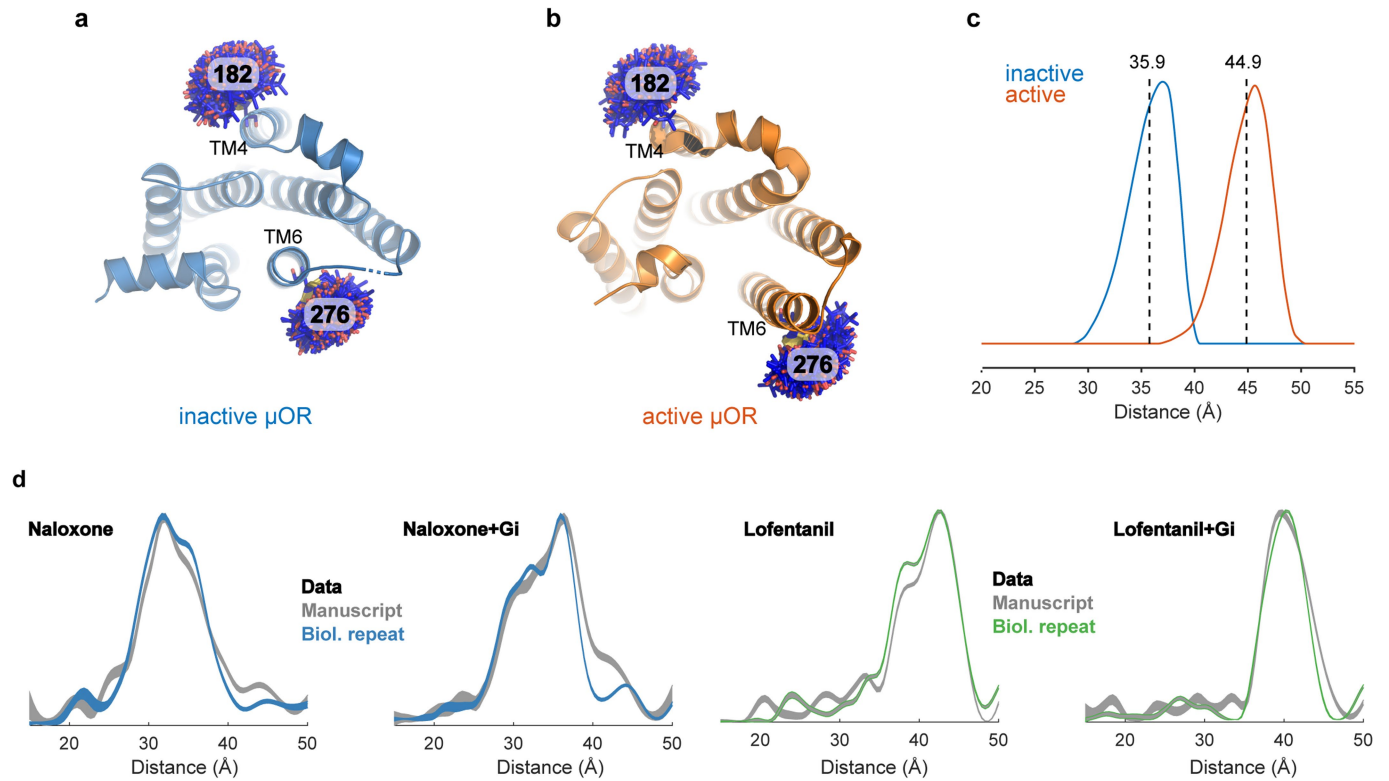 a
182
TM4
TM6
276
inactive µOR
b
182
TM4
TM6
276
active µOR
c
inactive
active
35.9
44.9
20 25 30 35 40 45 50 55
Distance (Å)
d
Naloxone
20 30 40 50
Distance (Å)
Data
Manuscript
Biol. repeat
Naloxone+Gi
20 30 40 50
Distance (Å)
Lofentanil
20 30 40 50
Distance (Å)
Data
Manuscript
Biol. repeat
Lofentanil+Gi
20 30 40 50
Distance (Å)